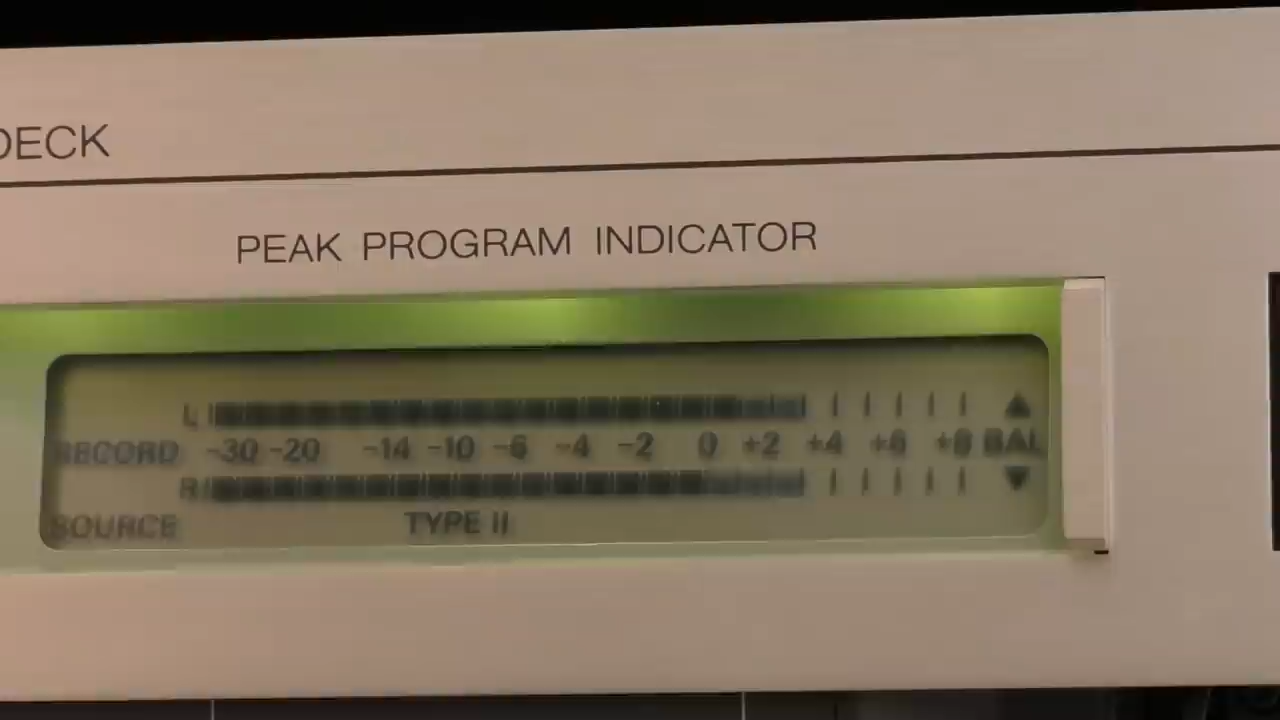 DECK
PEAK PROGRAM INDICATOR
L
RECORD -30 -20 -14 -10 -6 -4 -2 0 +2 +4 +6 +8 BAL
R
SOURCE TYPE II